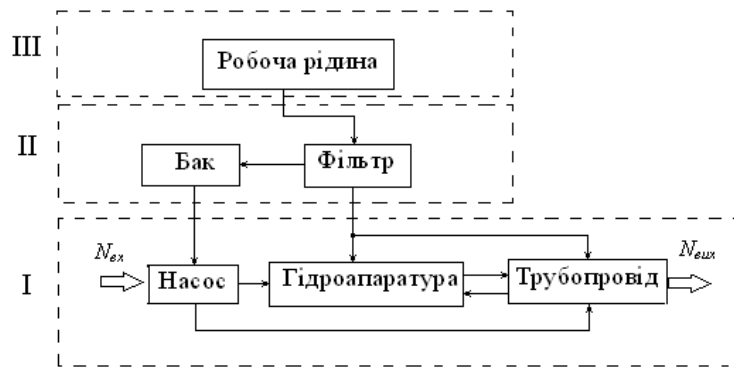 III
Робоча рідина
II
Бак
Фільтр
I
Nвх
Насос
Гідроапаратура
Трубопровід
Nвих